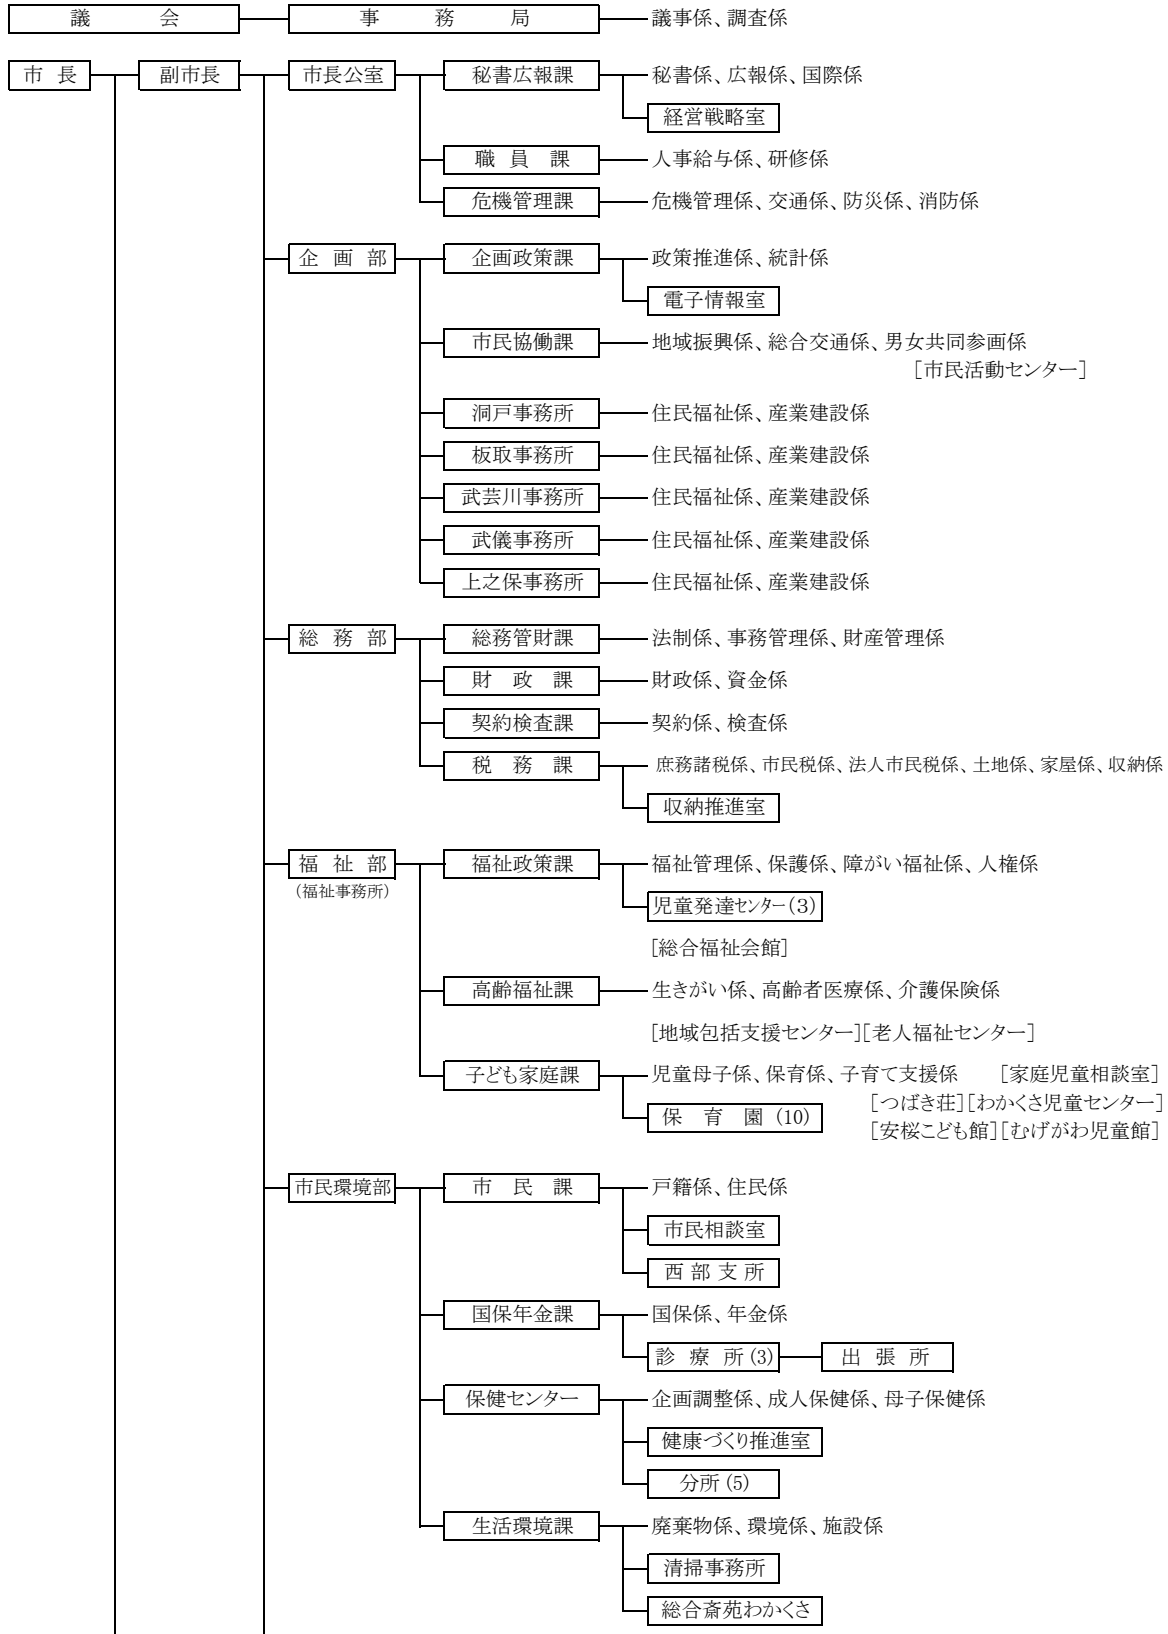 議会 事務局 議事係、調査係
市長 副市長 市長公室 秘書広報課 秘書係、広報係、国際係
経営戦略室
職員課 人事給与係、研修係
危機管理課 危機管理係、交通係、防災係、消防係
企画部 企画政策課 政策推進係、統計係
電子情報室
市民協働課 地域振興係、総合交通係、男女共同参画係
［市民活動センター］
洞戸事務所 住民福祉係、産業建設係
板取事務所 住民福祉係、産業建設係
武芸川事務所 住民福祉係、産業建設係
武儀事務所 住民福祉係、産業建設係
上之保事務所 住民福祉係、産業建設係
総務部 総務管財課 法制係、事務管理係、財産管理係
財政課 財政係、資金係
契約検査課 契約係、検査係
税務課 庶務諸税係、市民税係、法人市民税係、土地係、家屋係、収納係
収納推進室
福祉部 福祉政策課 福祉管理係、保護係、障がい福祉係、人権係
（福祉事務所） 児童発達センター（３）
［総合福祉会館］
高齢福祉課 生きがい係、高齢者医療係、介護保険係
［地域包括支援センター］［老人福祉センター］
子ども家庭課 児童母子係、保育係、子育て支援係 ［家庭児童相談室］
［つばき荘］［わかくさ児童センター］
保育園 (10) ［安桜こども館］［むげがわ児童館］
市民環境部 市民課 戸籍係、住民係
市民相談室
西部支所
国保年金課 国保係、年金係
診療所 (3) 出張所
保健センター 企画調整係、成人保健係、母子保健係
健康づくり推進室
分所 (5)
生活環境課 廃棄物係、環境係、施設係
清掃事務所
総合斎苑わかくさ